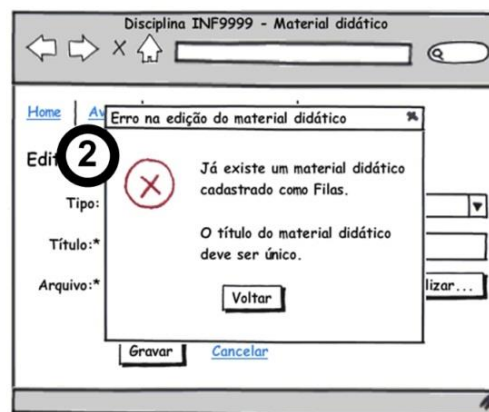 Disciplina INF9999 - Material didático
Home Av
Erro na edição do material didático
Edi
2
Já existe um material didático
cadastrado como Filas.
Tipo:
O título do material didático
deve ser único.
Título:*
Arquivo:*
lizar...
Voltar
Gravar Cancelar